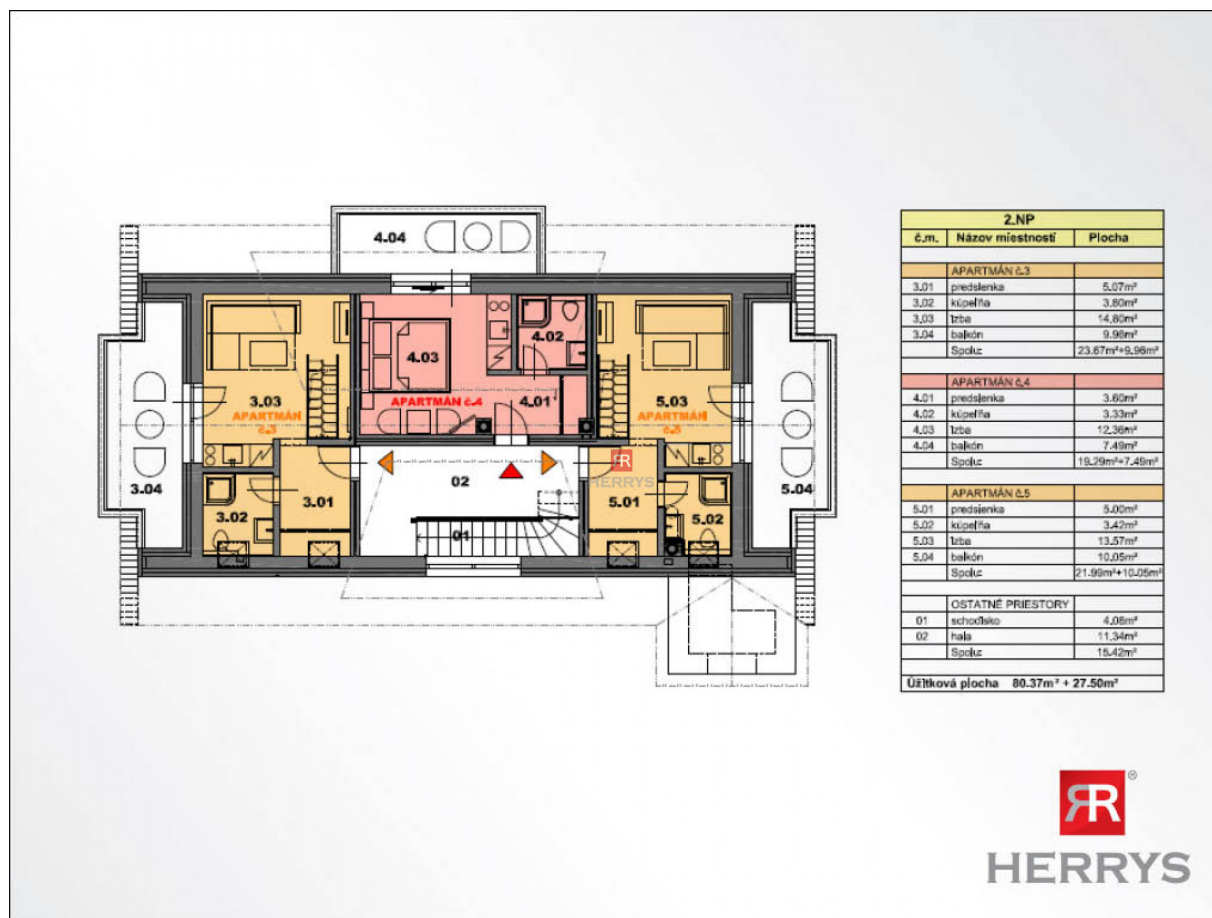 4.04
4.02
4.03
4.01
APARTMÁN č.4
3.03
APARTMÁN
č.3
5.03
APARTMÁN
č.5
3.04
3.02
3.01
02
01
5.01
5.02
5.04
HERRYS
2.NP
č.m. Názov miestností Plocha
APARTMÁN č.3
3.01 predsienka 5.07m²
3.02 kúpeľňa 3.80m²
3.03 izba 14.80m²
3.04 balkón 9.96m²
Spolu: 23.67m²+9.96m²
APARTMÁN č.4
4.01 predsienka 3.60m²
4.02 kúpeľňa 3.33m²
4.03 izba 12.36m²
4.04 balkón 7.49m²
Spolu: 19.29m²+7.49m²
APARTMÁN č.5
5.01 predsienka 5.00m²
5.02 kúpeľňa 3.42m²
5.03 izba 13.57m²
5.04 balkón 10.05m²
Spolu: 21.99m²+10.05m²
OSTATNÉ PRIESTORY
01 schodisko 4.08m²
02 hala 11.34m²
Spolu: 15.42m²
Úžitková plocha 80.37m² + 27.50m²
HERRYS